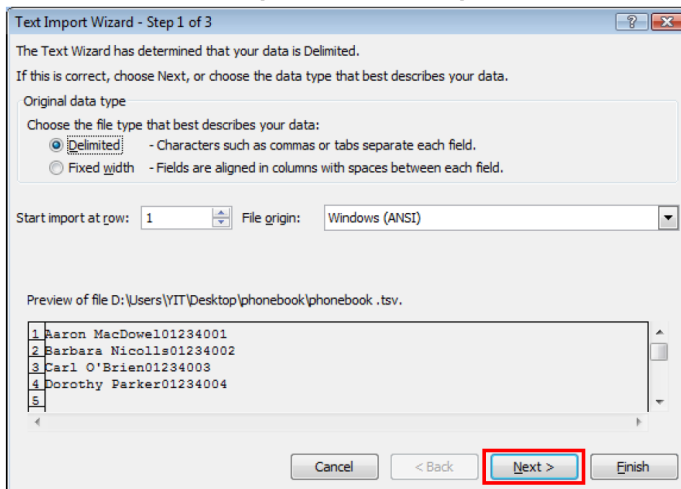 Text Import Wizard - Step 1 of 3
The Text Wizard has determined that your data is Delimited.
If this is correct, choose Next, or choose the data type that best describes your data.
Original data type
Choose the file type that best describes your data:
Delimited - Characters such as commas or tabs separate each field.
Fixed width - Fields are aligned in columns with spaces between each field.
Start import at row: 1 File origin: Windows (ANSI)
Preview of file D:\Users\YIT\Desktop\phonebook\phonebook .tsv.
1 Aaron MacDowel01234001
2 Barbara Nicolls01234002
3 Carl O'Brien01234003
4 Dorothy Parker01234004
5
Cancel < Back Next > Finish